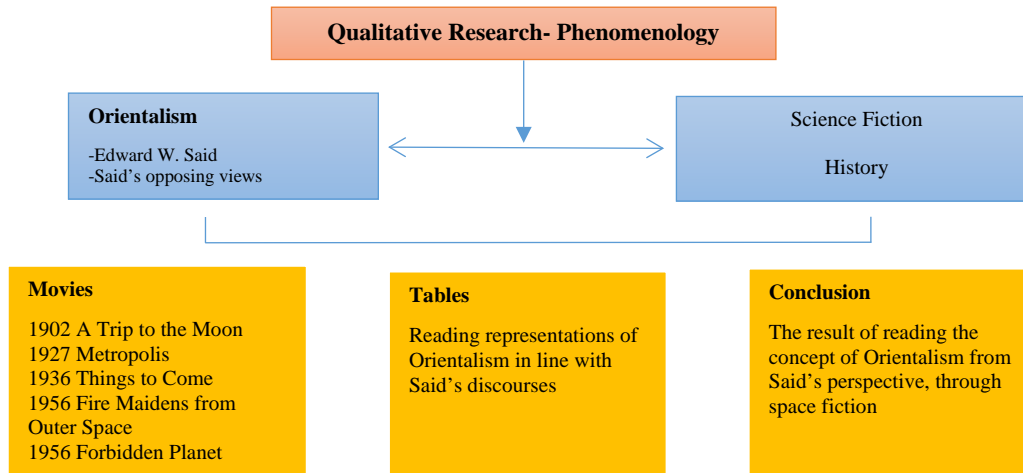 Qualitative Research- Phenomenology
Orientalism
-Edward W. Said
-Said's opposing views
Science Fiction
History
Movies
1902 A Trip to the Moon
1927 Metropolis
1936 Things to Come
1956 Fire Maidens from
Outer Space
1956 Forbidden Planet
Tables
Reading representations of
Orientalism in line with
Said's discourses
Conclusion
The result of reading the
concept of Orientalism from
Said's perspective, through
space fiction